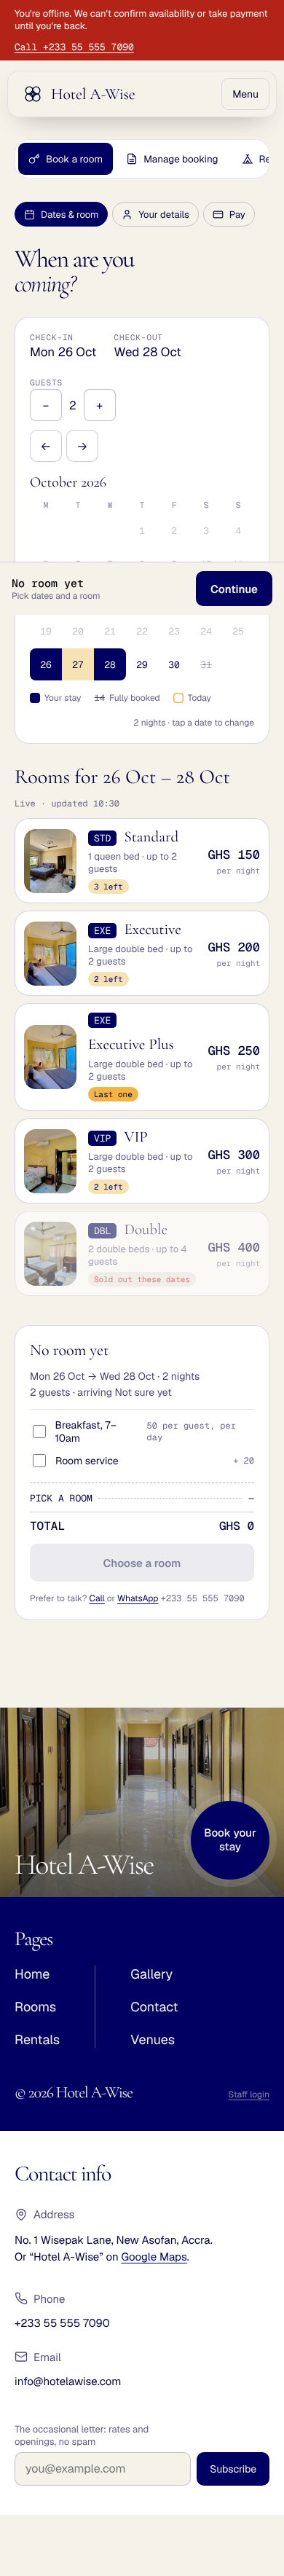 You're offline. We can't confirm availability or take payment
until you're back.
Call +233 55 555 7090
Hotel A-Wise
Menu
Book a room
Manage booking
Re
Dates & room
Your details
Pay
When are you
coming?
CHECK-IN
CHECK-OUT
Mon 26 Oct
Wed 28 Oct
GUESTS
− 2 +
← →
October 2026
M T W T F S S
1 2 3 4
No room yet
Pick dates and a room
Continue
19 20 21 22 23 24 25
26 27 28 29 30 31
Your stay
14 Fully booked
Today
2 nights · tap a date to change
Rooms for 26 Oct – 28 Oct
Live · updated 10:30
STD Standard
1 queen bed · up to 2
guests
3 left
GHS 150
per night
EXE Executive
Large double bed · up to
2 guests
2 left
GHS 200
per night
EXE
Executive Plus
Large double bed · up to
2 guests
Last one
GHS 250
per night
VIP VIP
Large double bed · up to
2 guests
2 left
GHS 300
per night
DBL Double
2 double beds · up to 4
guests
Sold out these dates
GHS 400
per night
No room yet
Mon 26 Oct → Wed 28 Oct · 2 nights
2 guests · arriving Not sure yet
Breakfast, 7–
10am
50 per guest, per
day
Room service
+ 20
PICK A ROOM —
TOTAL GHS 0
Choose a room
Prefer to talk? Call or WhatsApp +233 55 555 7090
Hotel A-Wise
Book your
stay
Pages
Home
Gallery
Rooms
Contact
Rentals
Venues
© 2026 Hotel A-Wise
Staff login
Contact info
Address
No. 1 Wisepak Lane, New Asofan, Accra.
Or “Hotel A-Wise” on Google Maps.
Phone
+233 55 555 7090
Email
info@hotelawise.com
The occasional letter: rates and
openings, no spam
you@example.com
Subscribe